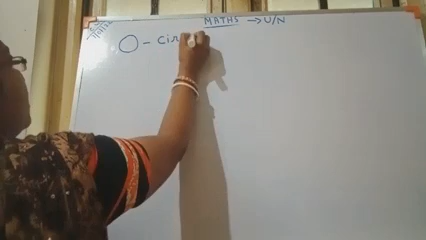 MATHS → U/N
O - cir